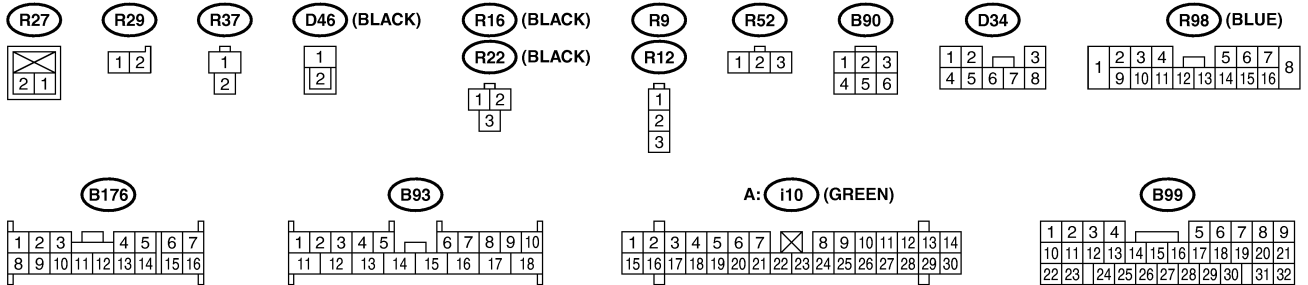 R27 R29 R37 D46 (BLACK) R16 (BLACK) R9 R52 B90 D34 R98 (BLUE)
R22 (BLACK) R12
2 1
1 2
1
2
1
2
1 2
3
1
2
3
1 2 3
1 2 3
4 5 6
1 2 3
4 5 6 7 8
1 2 3 4 5 6 7 8
9 10 11 12 13 14 15 16
B176 B93 A: i10 (GREEN) B99
1 2 3 4 5 6 7
8 9 10 11 12 13 14 15 16
1 2 3 4 5 6 7 8 9 10
11 12 13 14 15 16 17 18
1 2 3 4 5 6 7 8 9 10 11 12 13 14
15 16 17 18 19 20 21 22 23 24 25 26 27 28 29 30
1 2 3 4 5 6 7 8 9
10 11 12 13 14 15 16 17 18 19 20 21
22 23 24 25 26 27 28 29 30 31 32